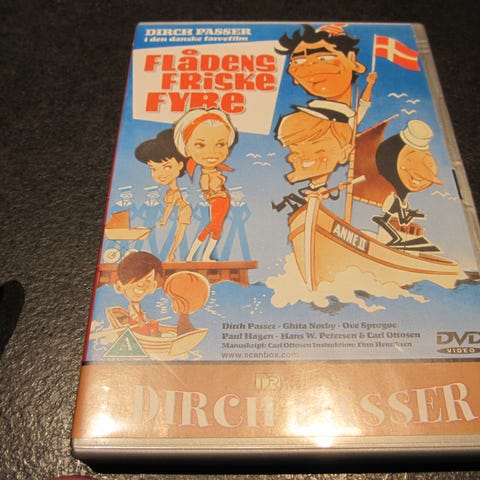 DIRCH PASSER
i den danske farvefilm
FLÅDENS
FRISKE
FYRE
ANNE II
A
Dirch Passer · Ghita Nørby · Ove Sprogøe
Paul Hagen · Hans W. Petersen & Carl Ottosen
Manuskript: Carl Ottosen Instruktion: Finn Henriksen
www.scanbox.com
DVD
VIDEO
DIRCH PASSER